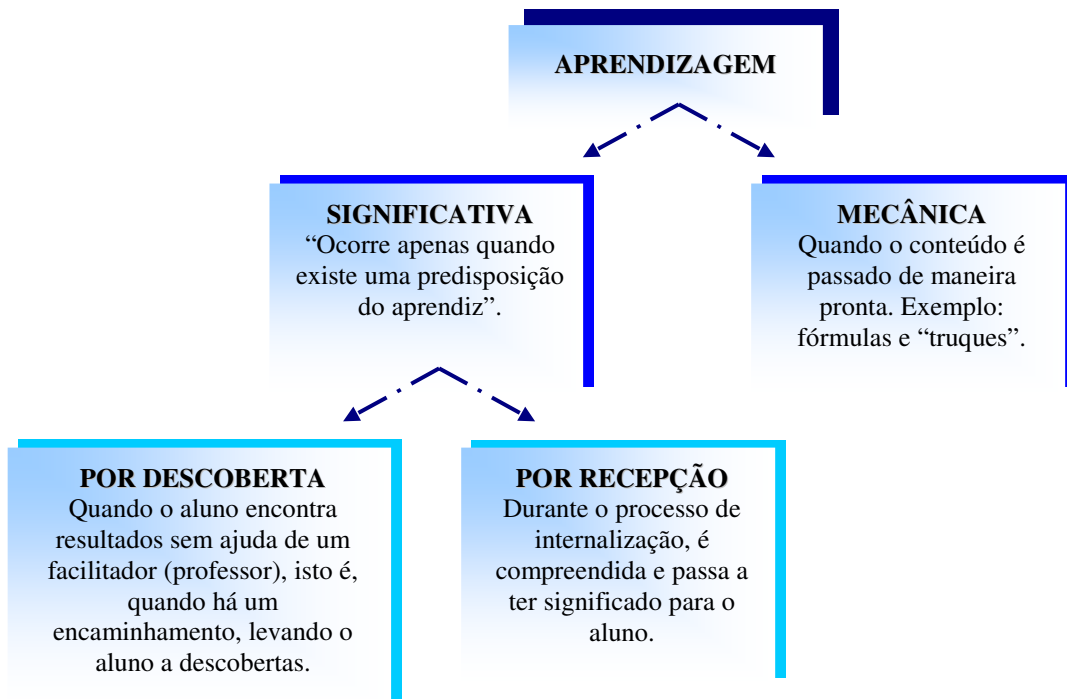 APRENDIZAGEM
SIGNIFICATIVA
“Ocorre apenas quando
existe uma predisposição
do aprendiz”.
MECÂNICA
Quando o conteúdo é
passado de maneira
pronta. Exemplo:
fórmulas e “truques”.
POR DESCOBERTA
Quando o aluno encontra
resultados sem ajuda de um
facilitador (professor), isto é,
quando há um
encaminhamento, levando o
aluno a descobertas.
POR RECEPÇÃO
Durante o processo de
internalização, é
compreendida e passa a
ter significado para o
aluno.